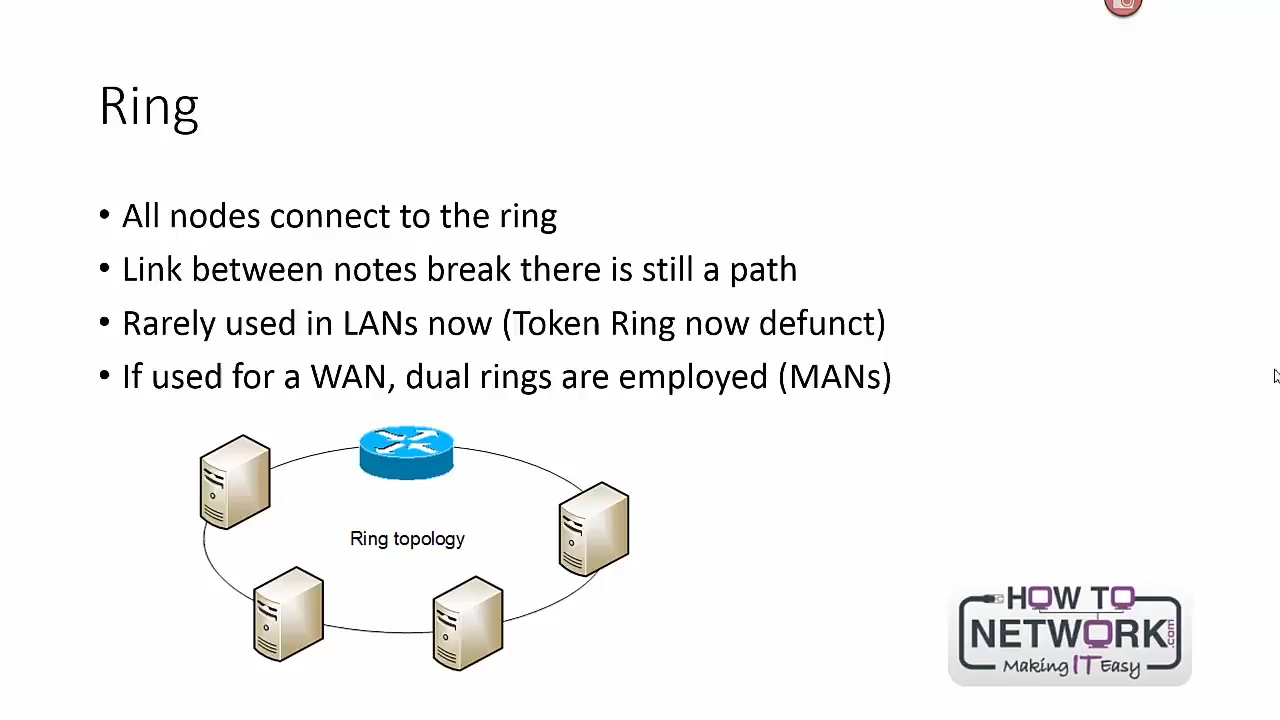 Ring
• All nodes connect to the ring
• Link between notes break there is still a path
• Rarely used in LANs now (Token Ring now defunct)
• If used for a WAN, dual rings are employed (MANs)
Ring topology
HOW TO
NETWORK.com
Making IT Easy